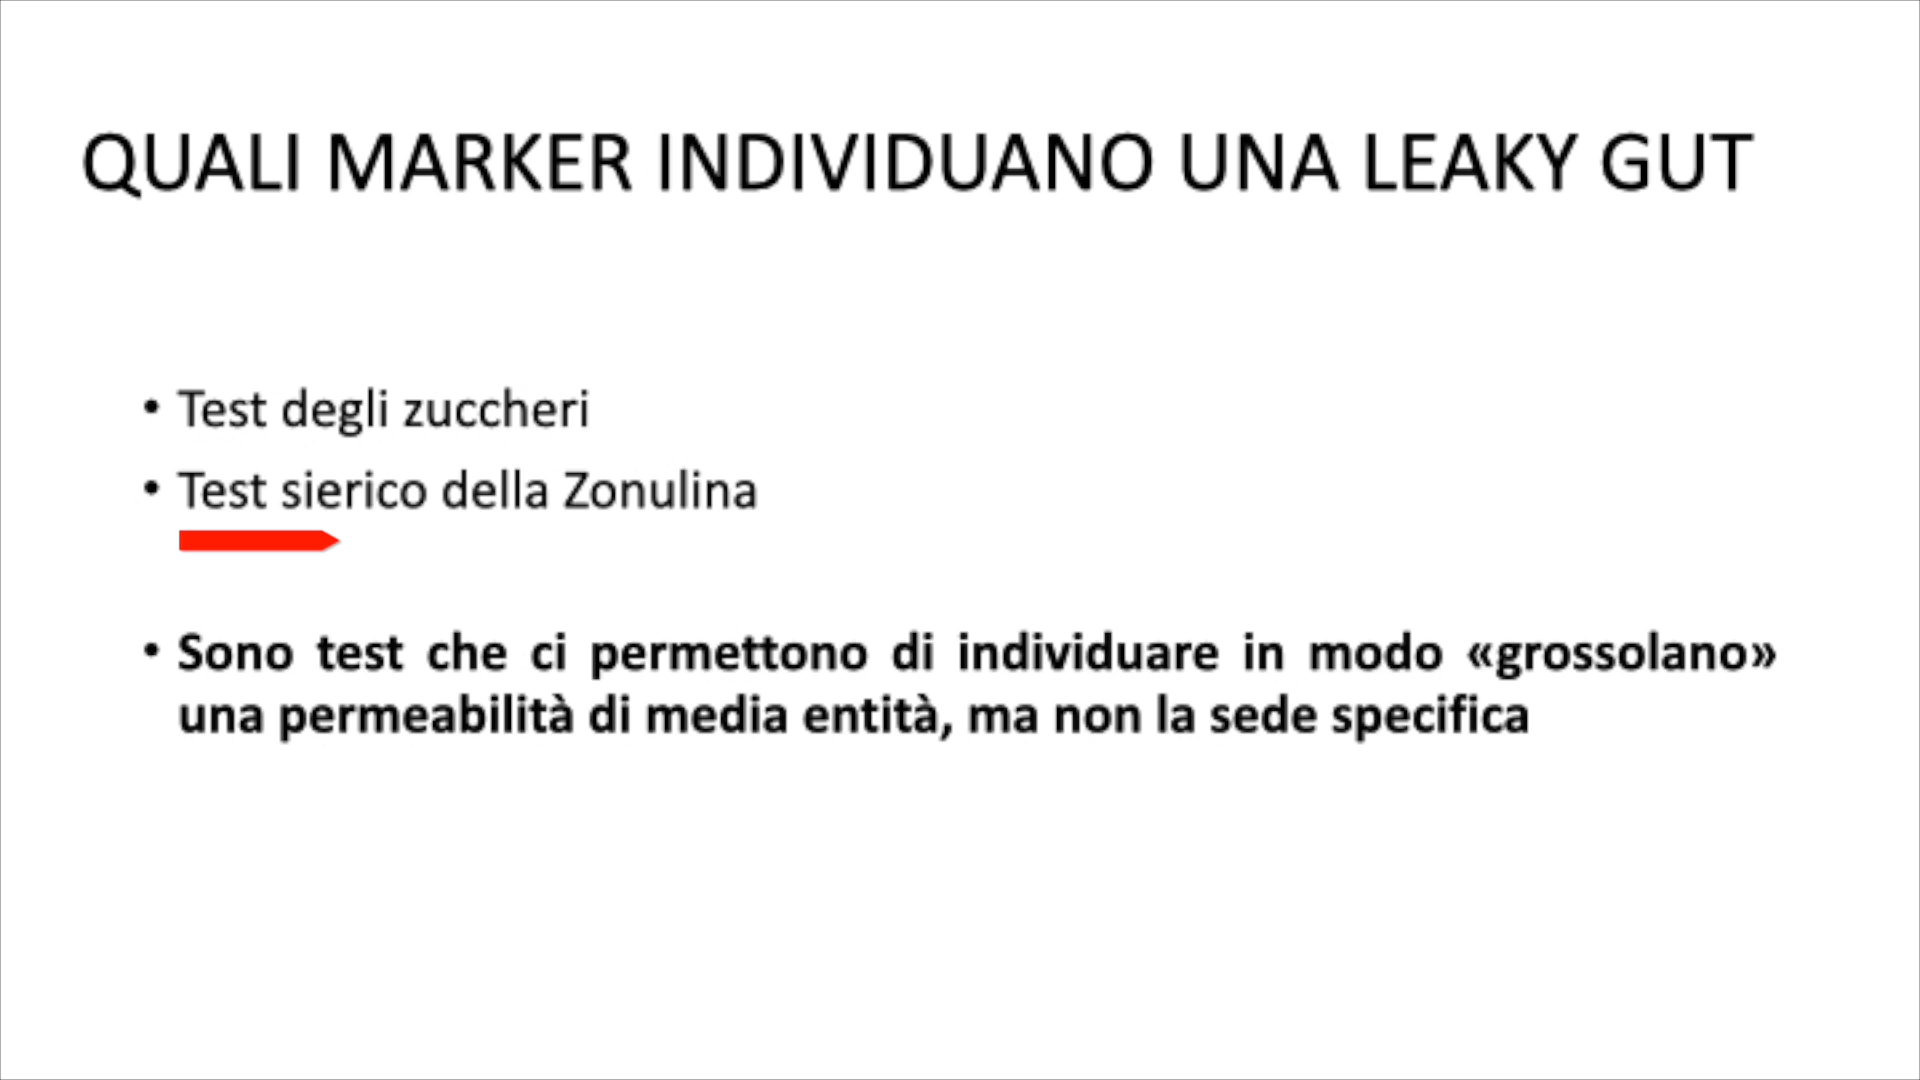 QUALI MARKER INDIVIDUANO UNA LEAKY GUT
• Test degli zuccheri
• Test sierico della Zonulina
• Sono test che ci permettono di individuare in modo «grossolano»
una permeabilità di media entità, ma non la sede specifica